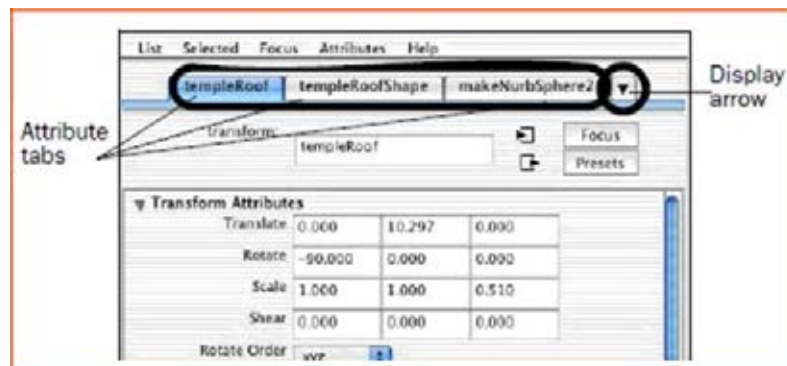 List Selected Focus Attributes Help
templeRoof templeRoofShape makeNurbSphere2
Display arrow
Attribute tabs
transform:
templeRoof
Focus
Presets
Transform Attributes
Translate 0.000 10.297 0.000
Rotate -90.000 0.000 0.000
Scale 1.000 1.000 0.510
Shear 0.000 0.000 0.000
Rotate Order xyz